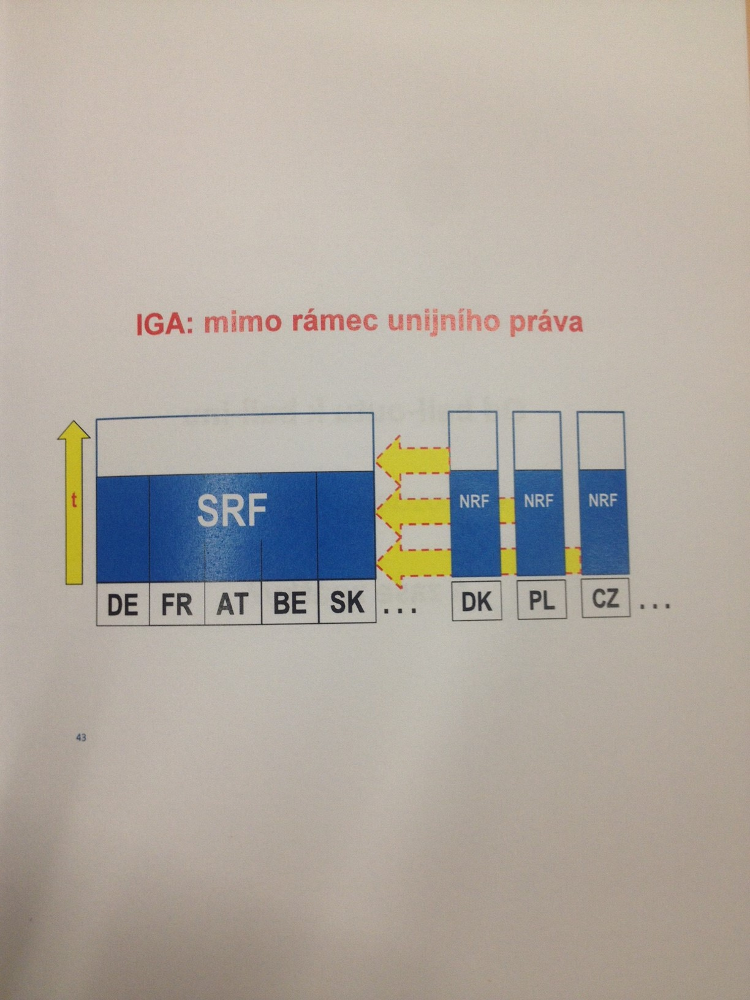 IGA: mimo rámec unijního práva
t
SRF
NRF NRF NRF
DE FR AT BE SK ... DK PL CZ ...
43